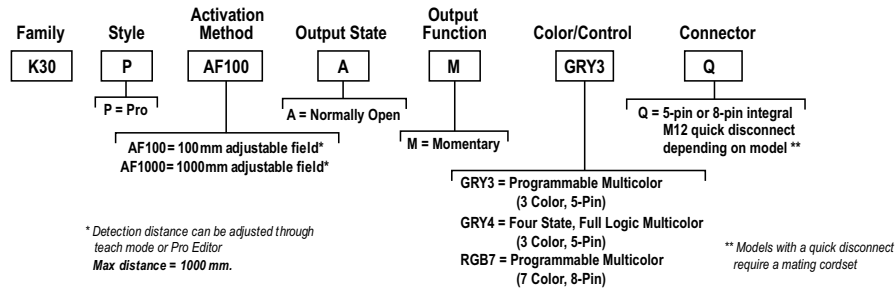 Family
Style
Activation
Method
Output State
Output
Function
Color/Control
Connector
K30
P
AF100
A
M
GRY3
Q
P = Pro
AF100= 100mm adjustable field*
AF1000= 1000mm adjustable field*
A = Normally Open
M = Momentary
Q = 5-pin or 8-pin integral
M12 quick disconnect
depending on model **
GRY3 = Programmable Multicolor
(3 Color, 5-Pin)
GRY4 = Four State, Full Logic Multicolor
(3 Color, 5-Pin)
RGB7 = Programmable Multicolor
(7 Color, 8-Pin)
* Detection distance can be adjusted through
teach mode or Pro Editor
Max distance = 1000 mm.
** Models with a quick disconnect
require a mating cordset